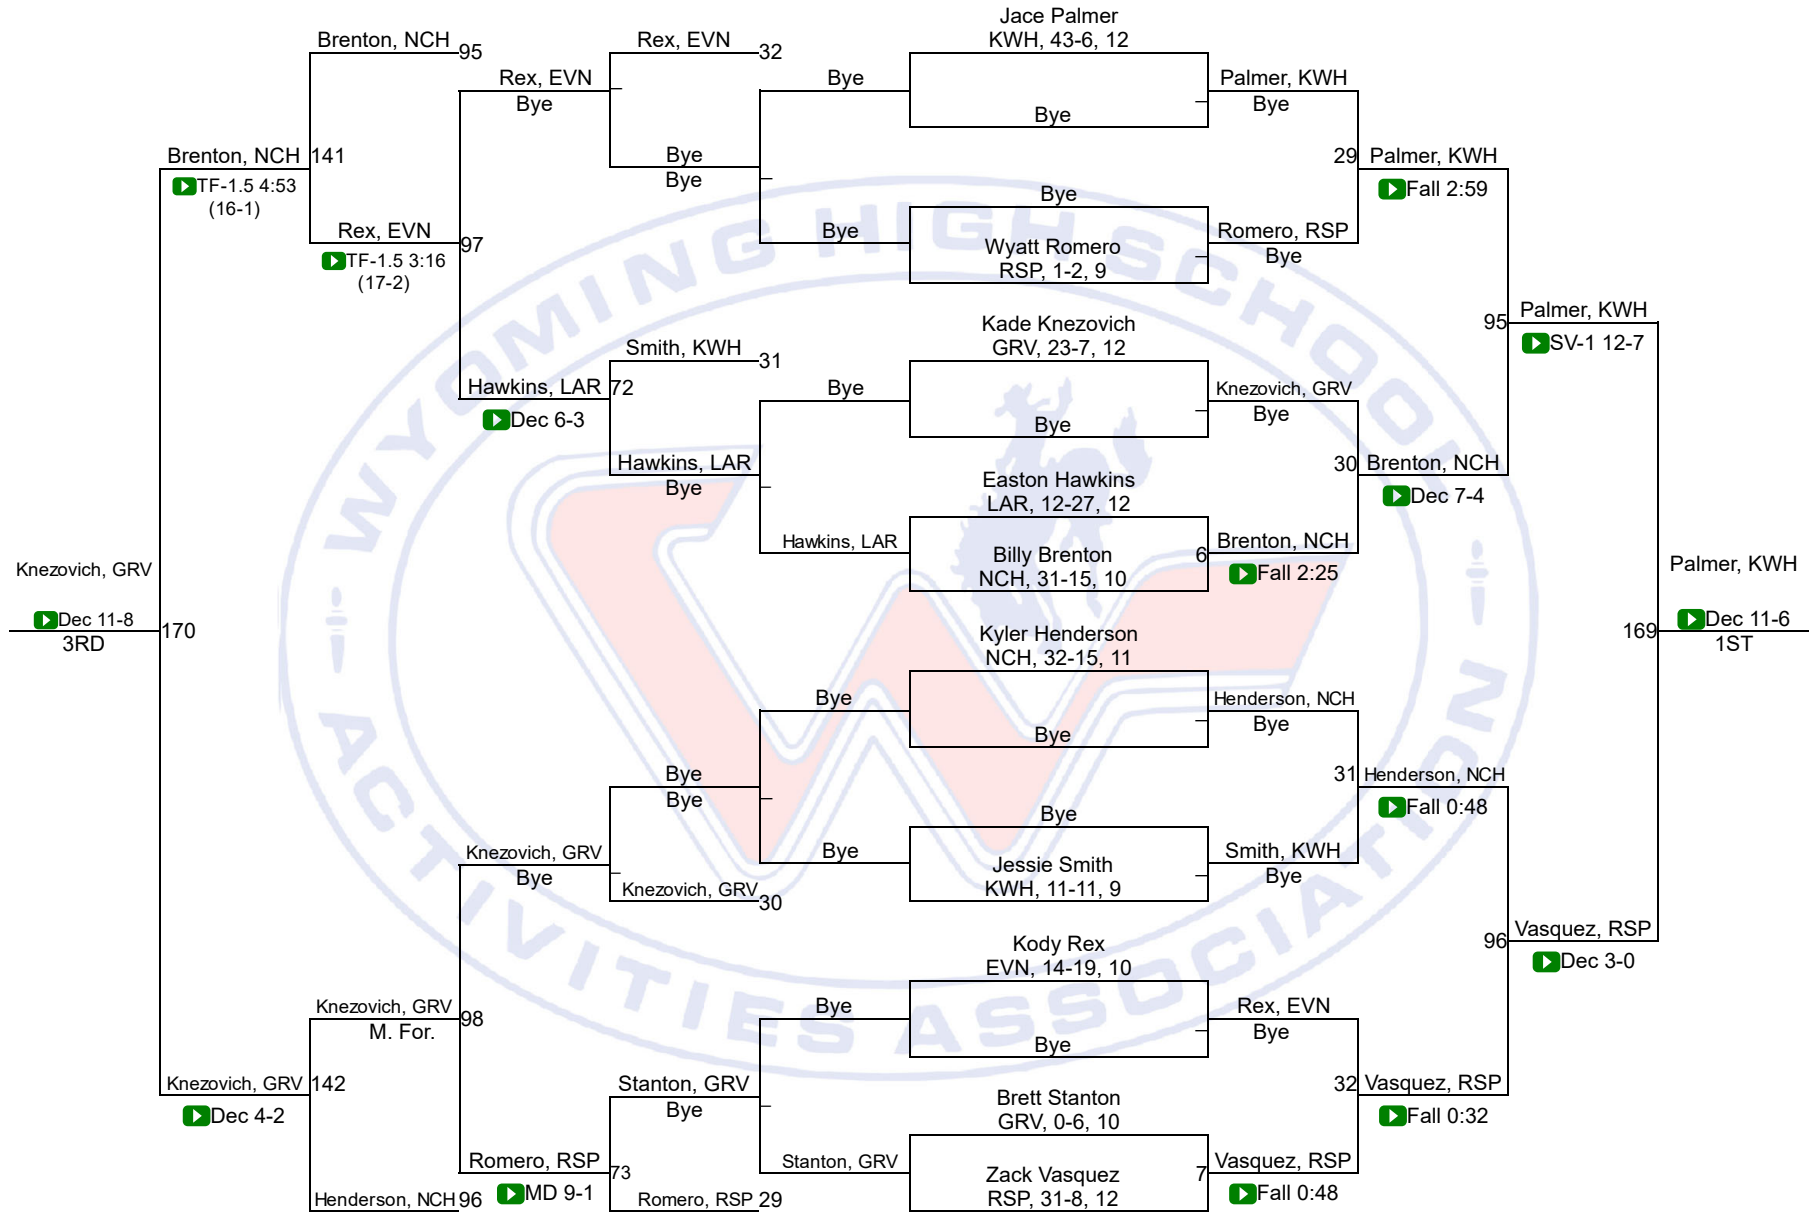 Jace Palmer
KWH, 43-6, 12
Bye
Bye
Wyatt Romero
RSP, 1-2, 9
Kade Knezovich
GRV, 23-7, 12
Bye
Easton Hawkins
LAR, 12-27, 12
Billy Brenton
NCH, 31-15, 10
6
Kyler Henderson
NCH, 32-15, 11
Bye
Bye
Jessie Smith
KWH, 11-11, 9
Kody Rex
EVN, 14-19, 10
Bye
Brett Stanton
GRV, 0-6, 10
Zack Vasquez
RSP, 31-8, 12
7
Palmer, KWH
Bye
Romero, RSP
Bye
29
Knezovich, GRV
Bye
Brenton, NCH
Fall 2:25
30
Henderson, NCH
Bye
Smith, KWH
Bye
31
Rex, EVN
Bye
Vasquez, RSP
Fall 0:48
32
Palmer, KWH
Fall 2:59
Brenton, NCH
Dec 7-4
95
Henderson, NCH
Fall 0:48
Vasquez, RSP
Fall 0:32
96
Palmer, KWH
SV-1 12-7
Vasquez, RSP
Dec 3-0
169
Palmer, KWH
Dec 11-6
1ST
Bye
Bye
Bye
Hawkins, LAR
Bye
Bye
Bye
Stanton, GRV
Rex, EVN
32
Bye
Bye
Smith, KWH
31
Hawkins, LAR
Bye
Bye
Bye
Knezovich, GRV
30
Stanton, GRV
Bye
Romero, RSP
29
Rex, EVN
Bye
Hawkins, LAR
72
Dec 6-3
Knezovich, GRV
Bye
Romero, RSP
73
MD 9-1
Brenton, NCH
95
Rex, EVN
97
TF-1.5 3:16
(17-2)
Knezovich, GRV
98
M. For.
Henderson, NCH
96
Brenton, NCH
141
TF-1.5 4:53
(16-1)
Knezovich, GRV
142
Dec 4-2
Knezovich, GRV
Dec 11-8
170
3RD
WYOMING HIGH SCHOOL
ACTIVITIES ASSOCIATION